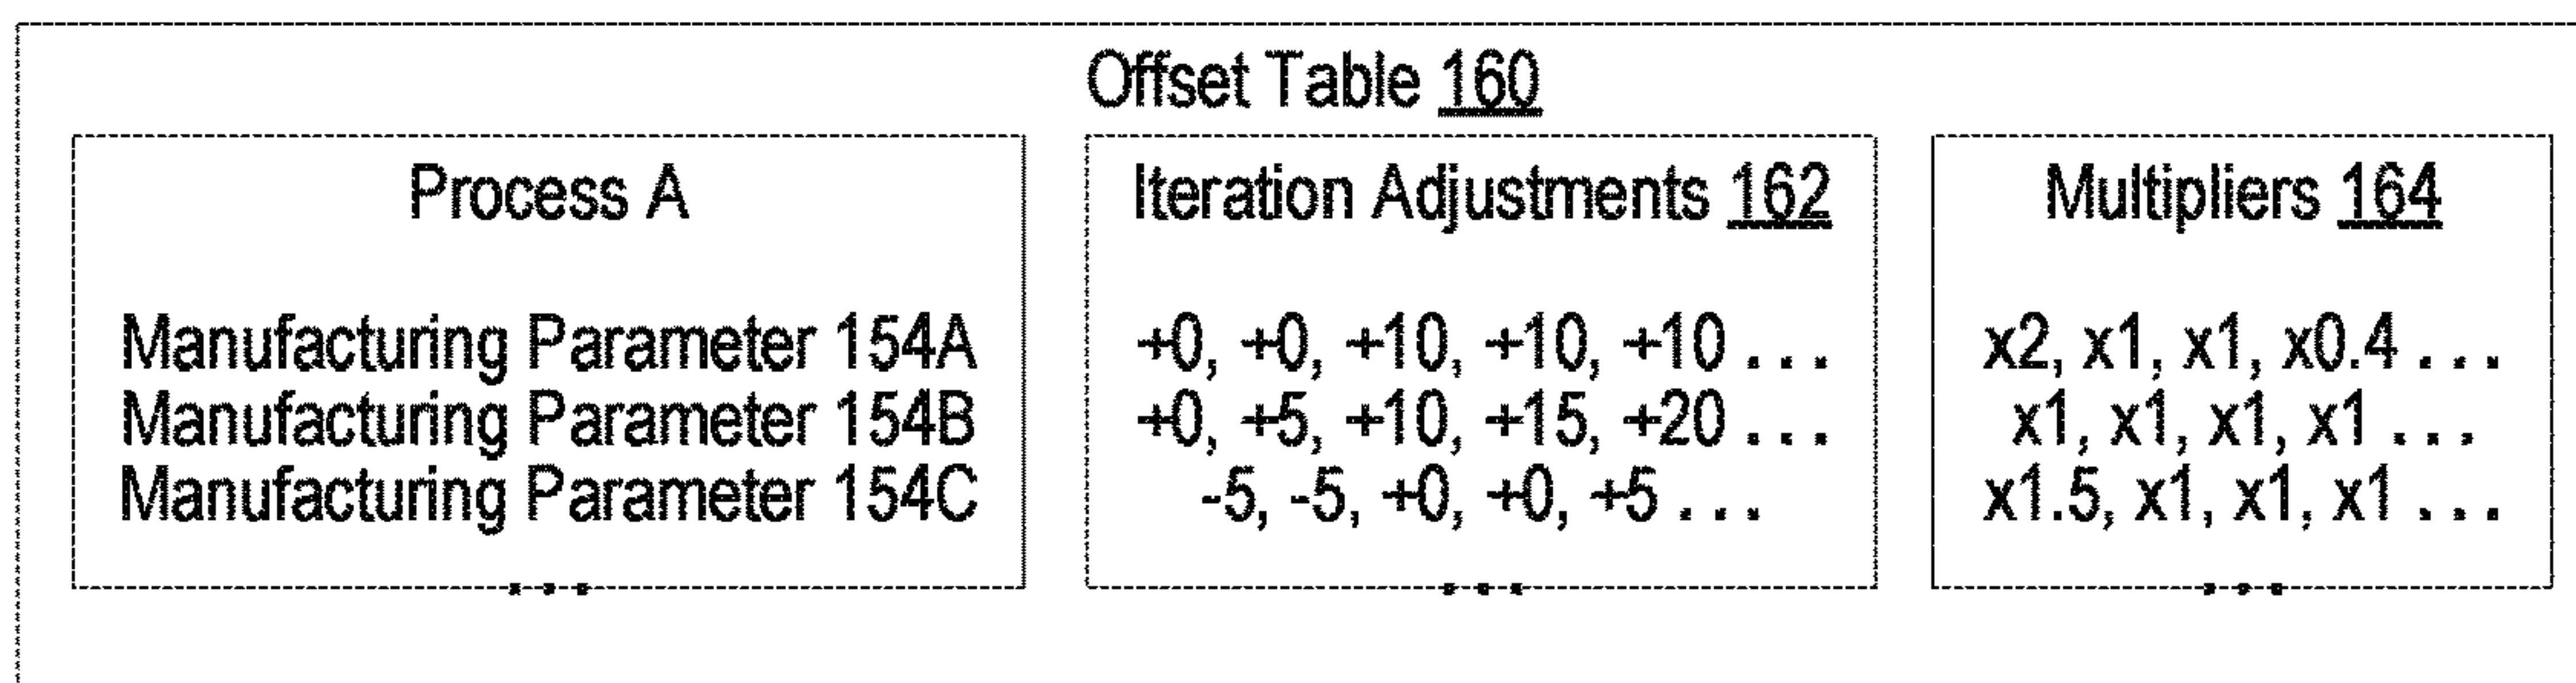 Offset Table 160
Process A
Manufacturing Parameter 154A
Manufacturing Parameter 154B
Manufacturing Parameter 154C
. . .
Iteration Adjustments 162
+0, +0, +10, +10, +10 . . .
+0, +5, +10, +15, +20 . . .
-5, -5, +0, +0, +5 . . .
. . .
Multipliers 164
x2, x1, x1, x0.4 . . .
x1, x1, x1, x1 . . .
x1.5, x1, x1, x1 . . .
. . .